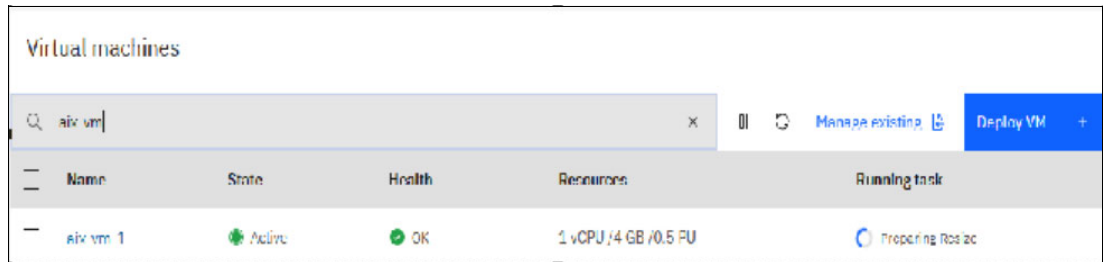 Virtual machines
aix vm
Manage existing
Deploy VM +
Name State Health Resources Running task
aix vm 1 Active OK 1 vCPU /4 GB /0.5 PU Preparing Resize